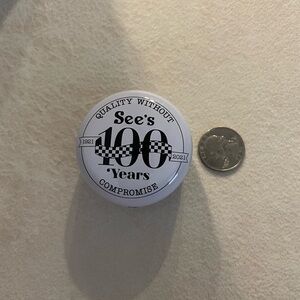 QUALITY WITHOUT
See's
1921 100 2021
Years
COMPROMISE